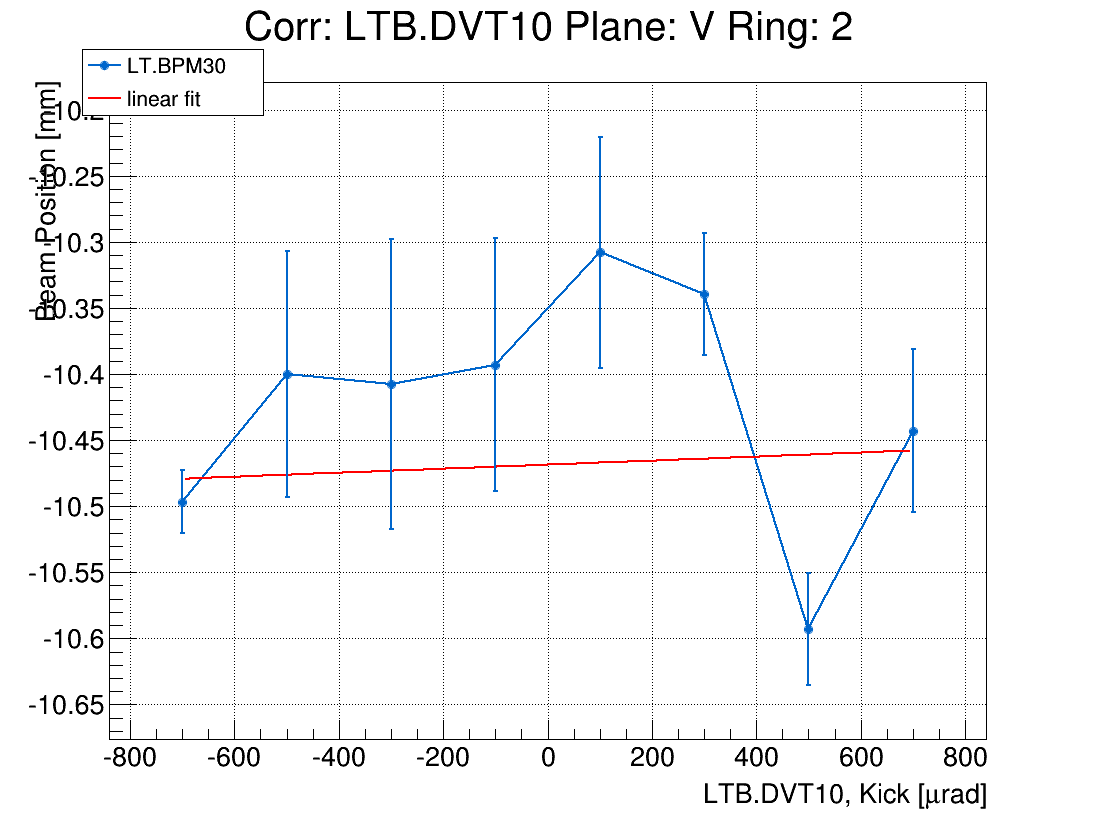 Corr: LTB.DVT10 Plane: V Ring: 2
LT.BPM30
linear fit
Beam Position [mm]
-10.25
-10.3
-10.35
-10.4
-10.45
-10.5
-10.55
-10.6
-10.65
-800 -600 -400 -200 0 200 400 600 800
LTB.DVT10, Kick [μrad]